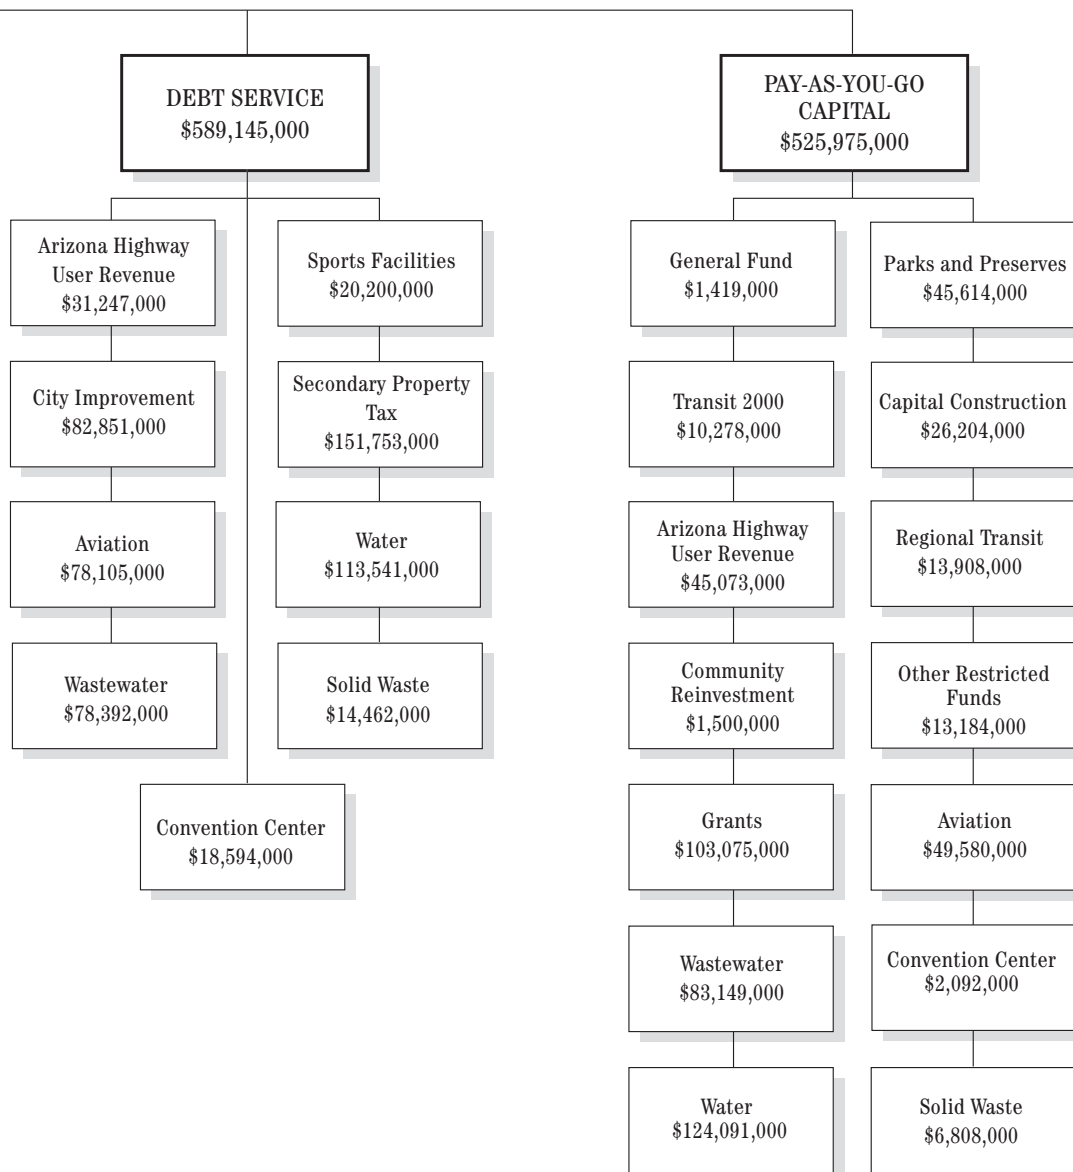 DEBT SERVICE
$589,145,000
PAY-AS-YOU-GO
CAPITAL
$525,975,000
Arizona Highway
User Revenue
$31,247,000
Sports Facilities
$20,200,000
City Improvement
$82,851,000
Secondary Property
Tax
$151,753,000
Aviation
$78,105,000
Water
$113,541,000
Wastewater
$78,392,000
Solid Waste
$14,462,000
Convention Center
$18,594,000
General Fund
$1,419,000
Parks and Preserves
$45,614,000
Transit 2000
$10,278,000
Capital Construction
$26,204,000
Arizona Highway
User Revenue
$45,073,000
Regional Transit
$13,908,000
Community
Reinvestment
$1,500,000
Other Restricted
Funds
$13,184,000
Grants
$103,075,000
Aviation
$49,580,000
Wastewater
$83,149,000
Convention Center
$2,092,000
Water
$124,091,000
Solid Waste
$6,808,000